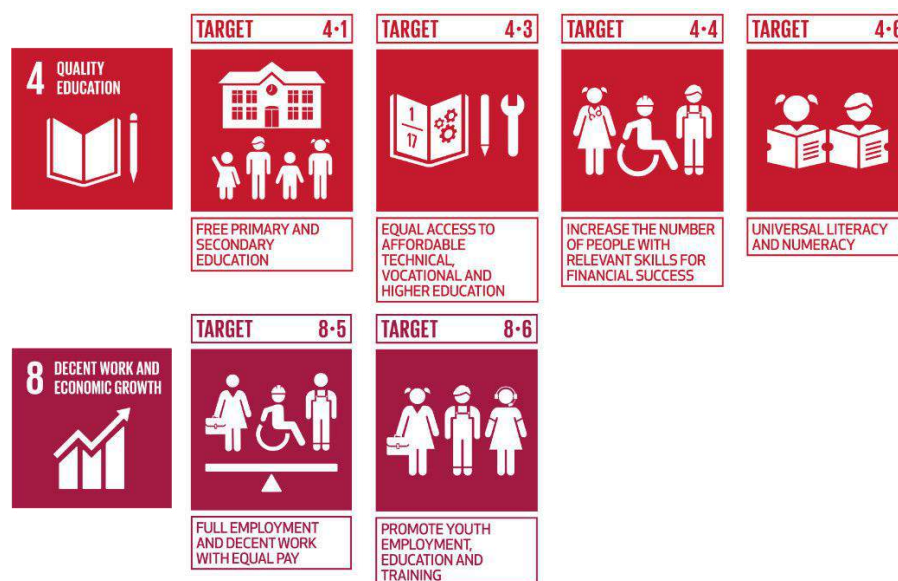 4 QUALITY
EDUCATION
TARGET 4·1
1
17
FREE PRIMARY AND
SECONDARY
EDUCATION
TARGET 4·3
EQUAL ACCESS TO
AFFORDABLE
TECHNICAL,
VOCATIONAL AND
HIGHER EDUCATION
TARGET 4·4
INCREASE THE NUMBER
OF PEOPLE WITH
RELEVANT SKILLS FOR
FINANCIAL SUCCESS
TARGET 4·6
UNIVERSAL LITERACY
AND NUMERACY
8 DECENT WORK AND
ECONOMIC GROWTH
TARGET 8·5
FULL EMPLOYMENT
AND DECENT WORK
WITH EQUAL PAY
TARGET 8·6
PROMOTE YOUTH
EMPLOYMENT,
EDUCATION AND
TRAINING